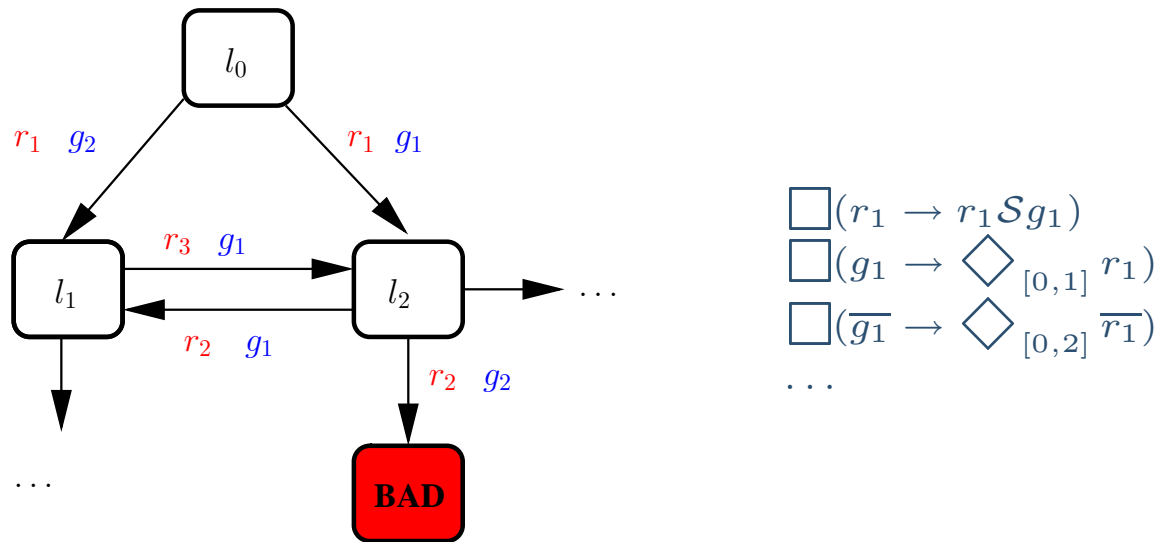 l₀
r₁ g₂
r₁ g₁
r₃ g₁
l₁
l₂
...
r₂ g₁
r₂ g₂
...
BAD
□(r₁ → r₁𝒮g₁)
□(g₁ → ◇[0,1] r₁)
□(g̅₁̅ → ◇[0,2] r̅₁̅)
...